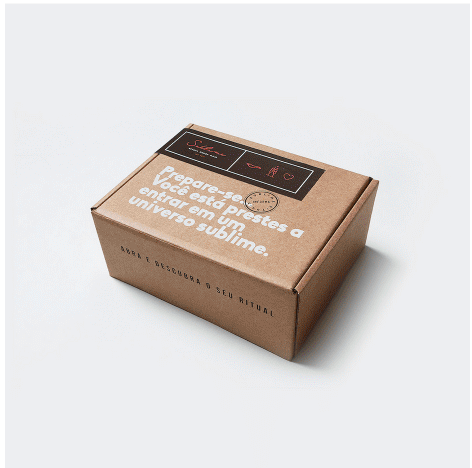 Prepare-se.
Você está prestes a
entrar em um
universo sublime.
ABRA E DESCUBRA O SEU RITUAL